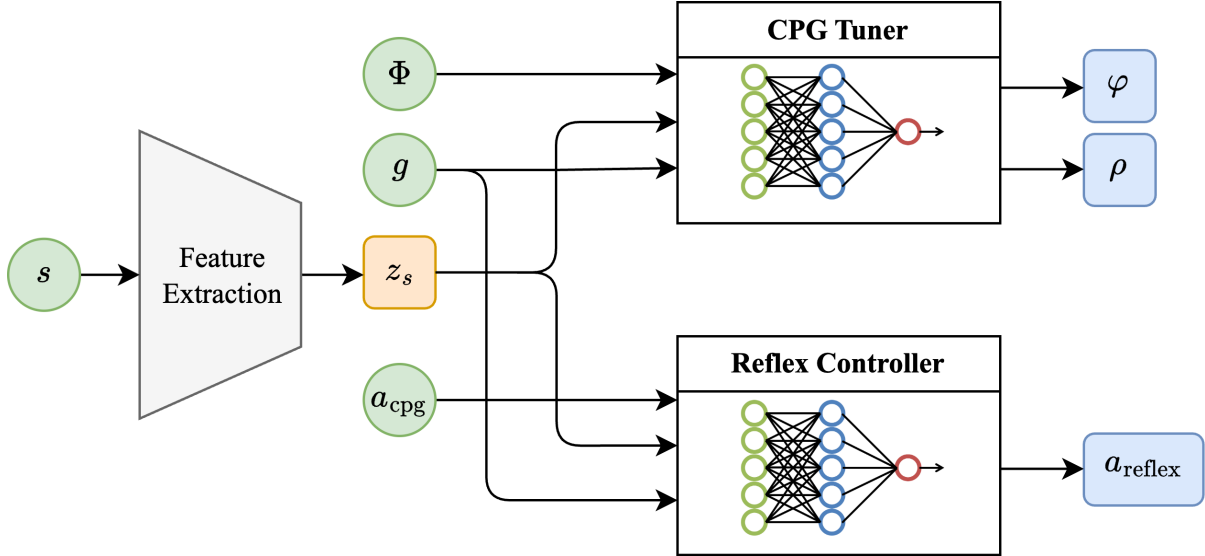 CPG Tuner
Φ
φ
g
ρ
s
Feature
Extraction
z_s
Reflex Controller
a_cpg
a_reflex